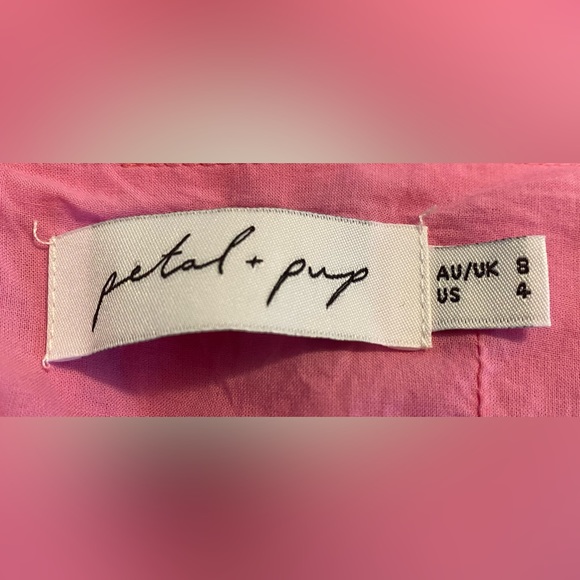 petal + pup
AU/UK 8
US 4